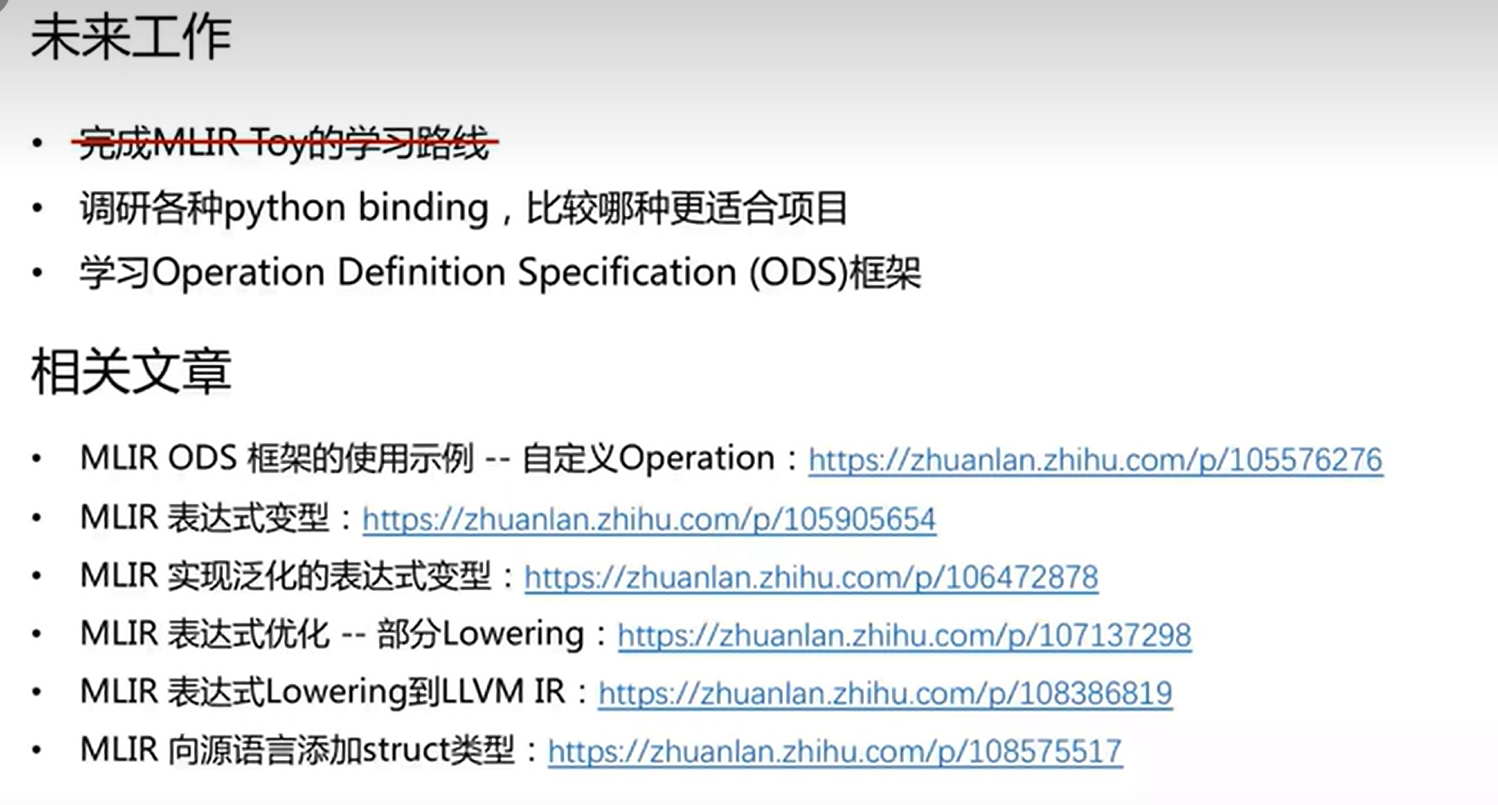 未来工作
• 完成MLIR Toy的学习路线
• 调研各种python binding，比较哪种更适合项目
• 学习Operation Definition Specification (ODS)框架
相关文章
• MLIR ODS 框架的使用示例 -- 自定义Operation：https://zhuanlan.zhihu.com/p/105576276
• MLIR 表达式变型：https://zhuanlan.zhihu.com/p/105905654
• MLIR 实现泛化的表达式变型：https://zhuanlan.zhihu.com/p/106472878
• MLIR 表达式优化 -- 部分Lowering：https://zhuanlan.zhihu.com/p/107137298
• MLIR 表达式Lowering到LLVM IR：https://zhuanlan.zhihu.com/p/108386819
• MLIR 向源语言添加struct类型：https://zhuanlan.zhihu.com/p/108575517